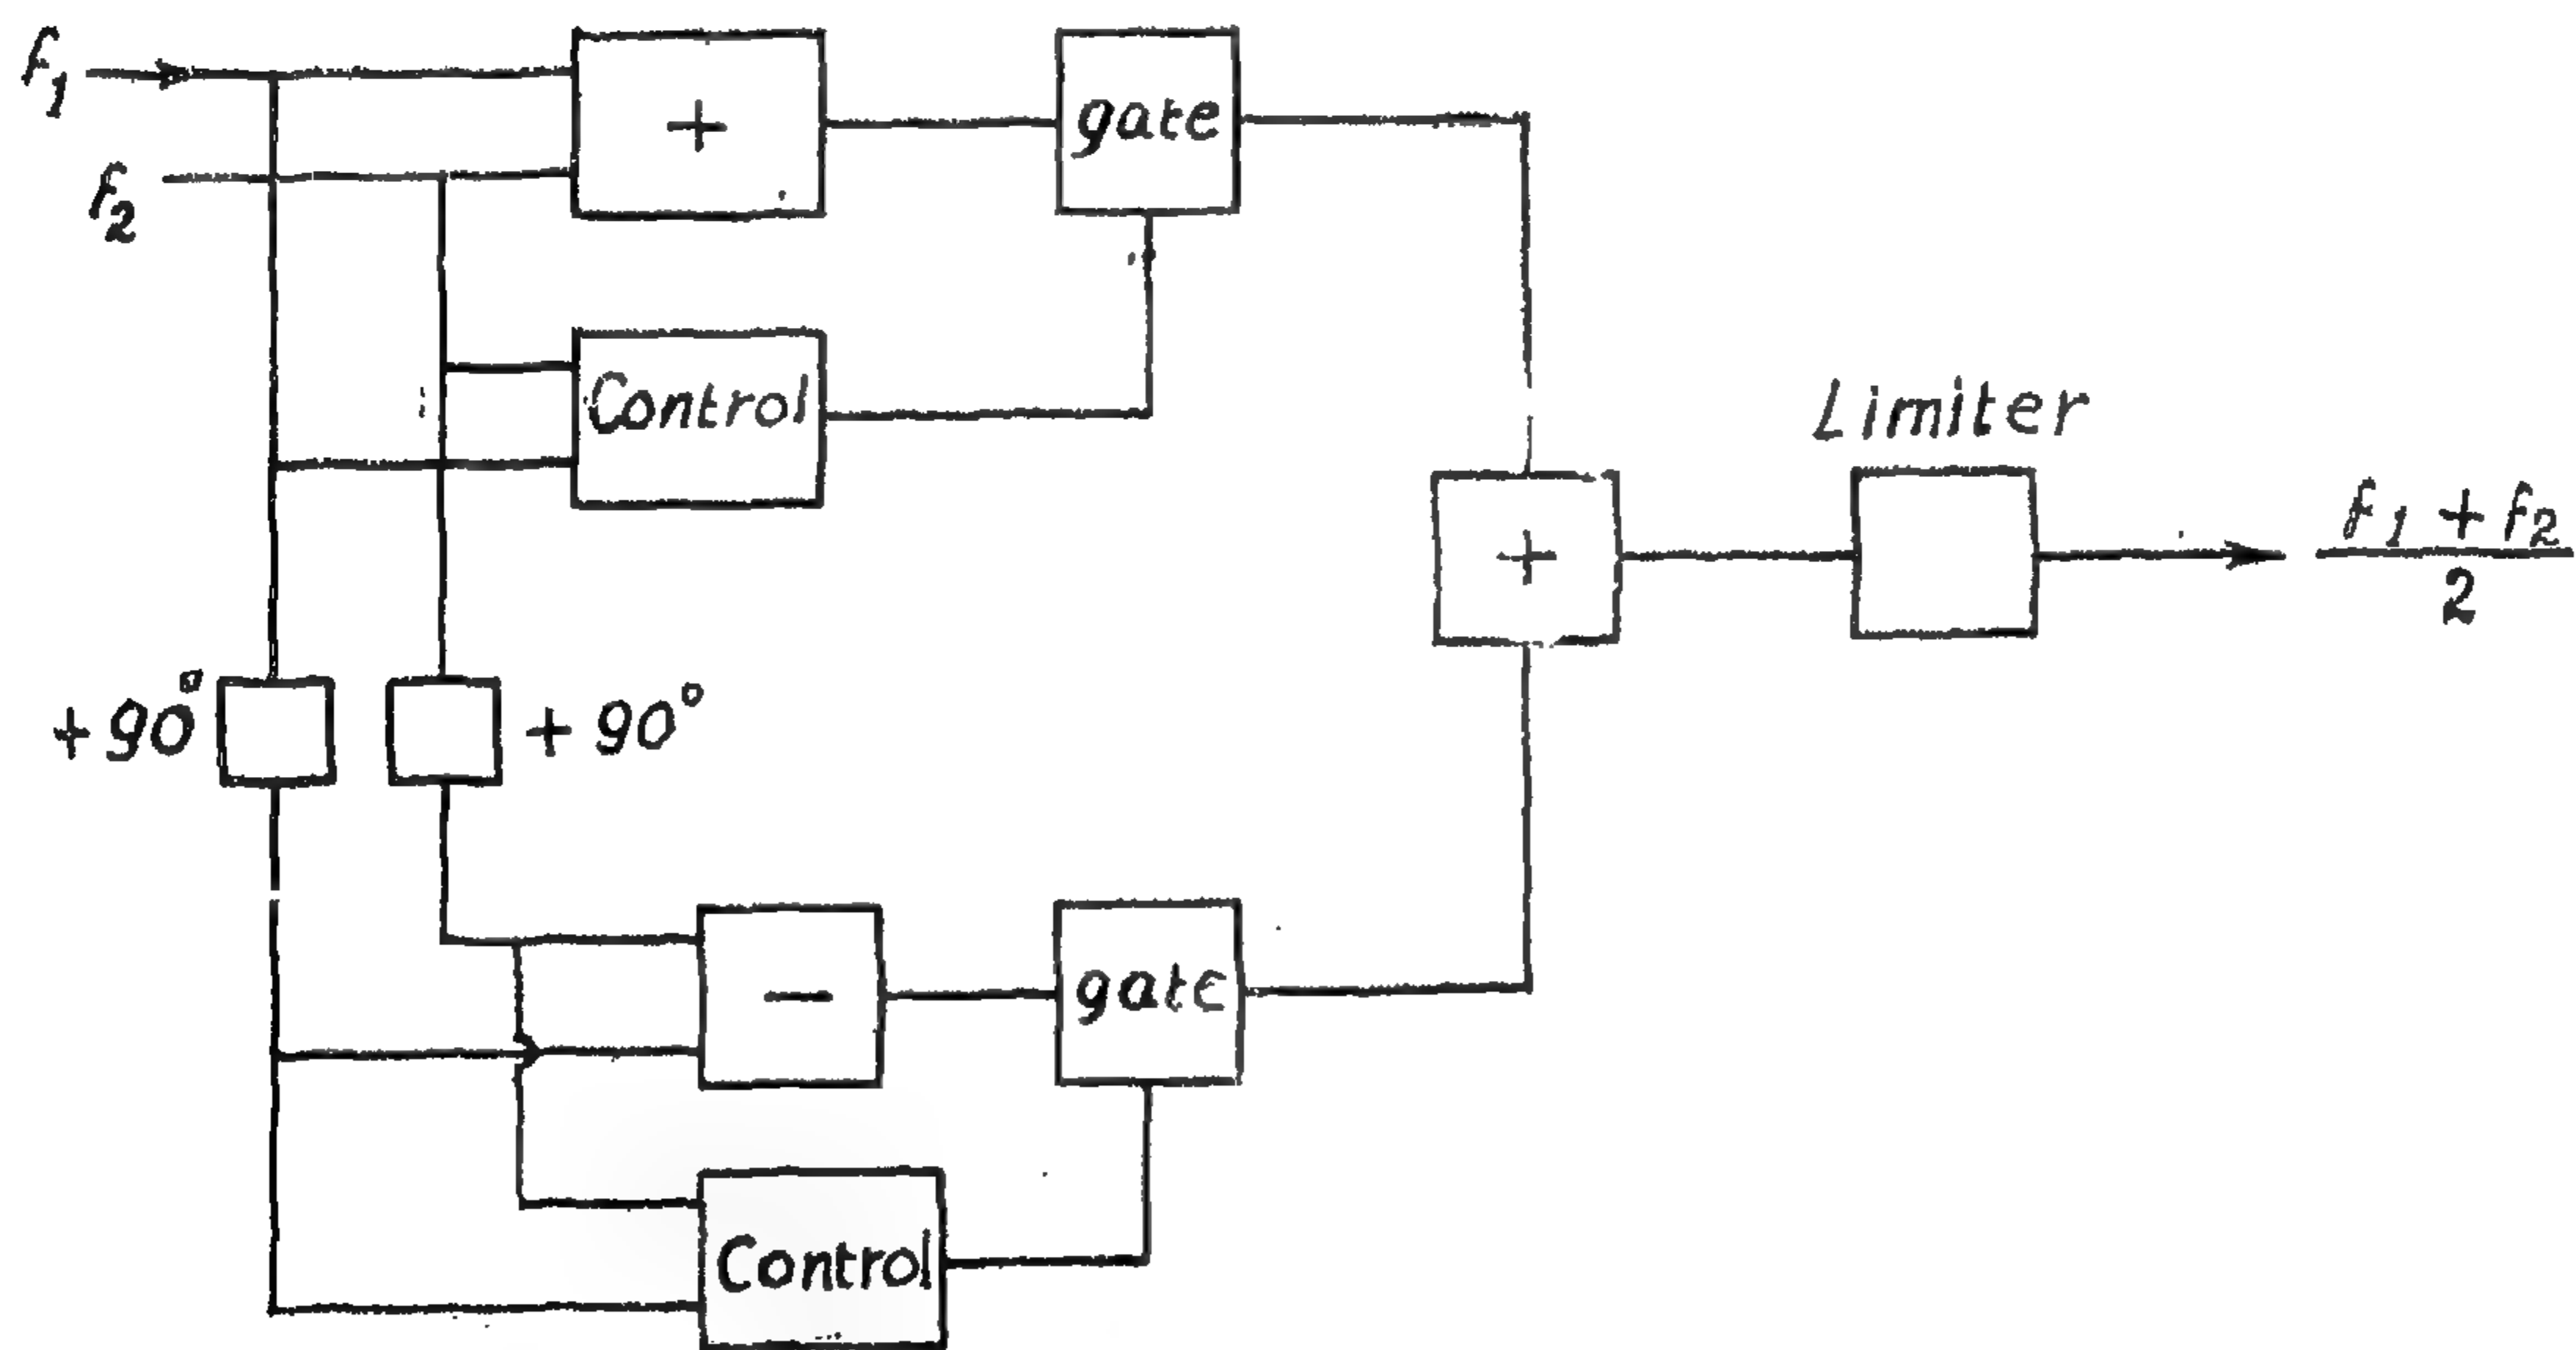 f1
+
gate
f2
Control
Limiter
+
f1 + f2
2
+90°
+ 90°
−
gate
Control